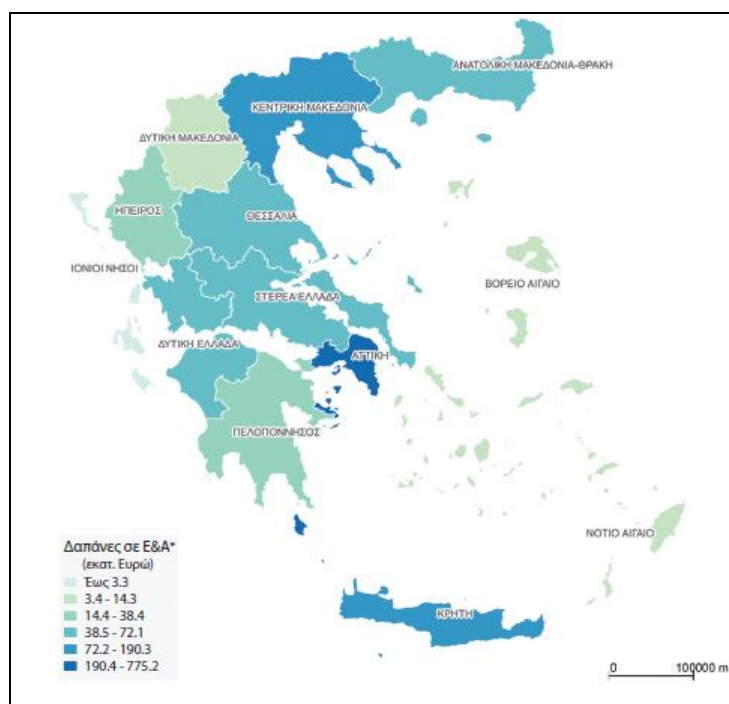 ΑΝΑΤΟΛΙΚΗ ΜΑΚΕΔΟΝΙΑ-ΘΡΑΚΗ
ΚΕΝΤΡΙΚΗ ΜΑΚΕΔΟΝΙΑ
ΔΥΤΙΚΗ ΜΑΚΕΔΟΝΙΑ
ΗΠΕΙΡΟΣ
ΘΕΣΣΑΛΙΑ
ΙΟΝΙΟΙ ΝΗΣΟΙ
ΒΟΡΕΙΟ ΑΙΓΑΙΟ
ΣΤΕΡΕΑ ΕΛΛΑΔΑ
ΔΥΤΙΚΗ ΕΛΛΑΔΑ
ΑΤΤΙΚΗ
ΠΕΛΟΠΟΝΝΗΣΟΣ
ΝΟΤΙΟ ΑΙΓΑΙΟ
Δαπάνες σε Ε&Α*
(εκατ. Ευρώ)
Έως 3.3
3.4 - 14.3
14.4 - 38.4
38.5 - 72.1
72.2 - 190.3
190.4 - 775.2
ΚΡΗΤΗ
0 100000 m